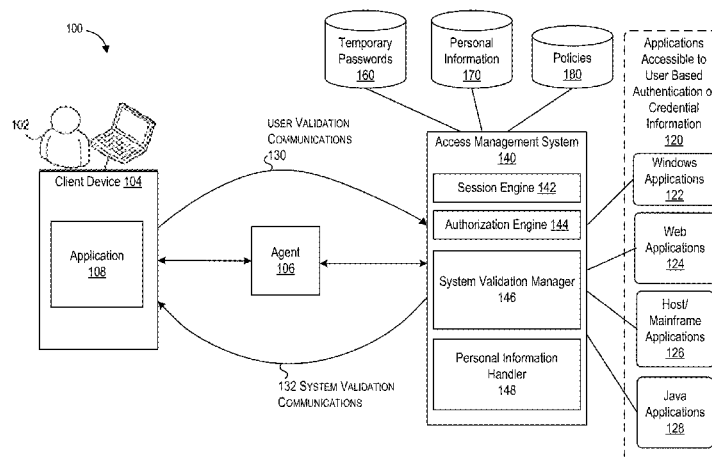 100
Temporary
Passwords
160
Personal
Information
170
Policies
180
Applications
Accessible to
User Based
Authentication o
Credential
Information
120
102
USER VALIDATION
COMMUNICATIONS
130
Client Device 104
Application
108
Agent
106
132 SYSTEM VALIDATION
COMMUNICATIONS
Access Management System
140
Session Engine 142
Authorization Engine 144
System Validation Manager
146
Personal Information
Handler
148
Windows
Applications
122
Web
Applications
124
Host/
Mainframe
Applications
126
Java
Applications
128